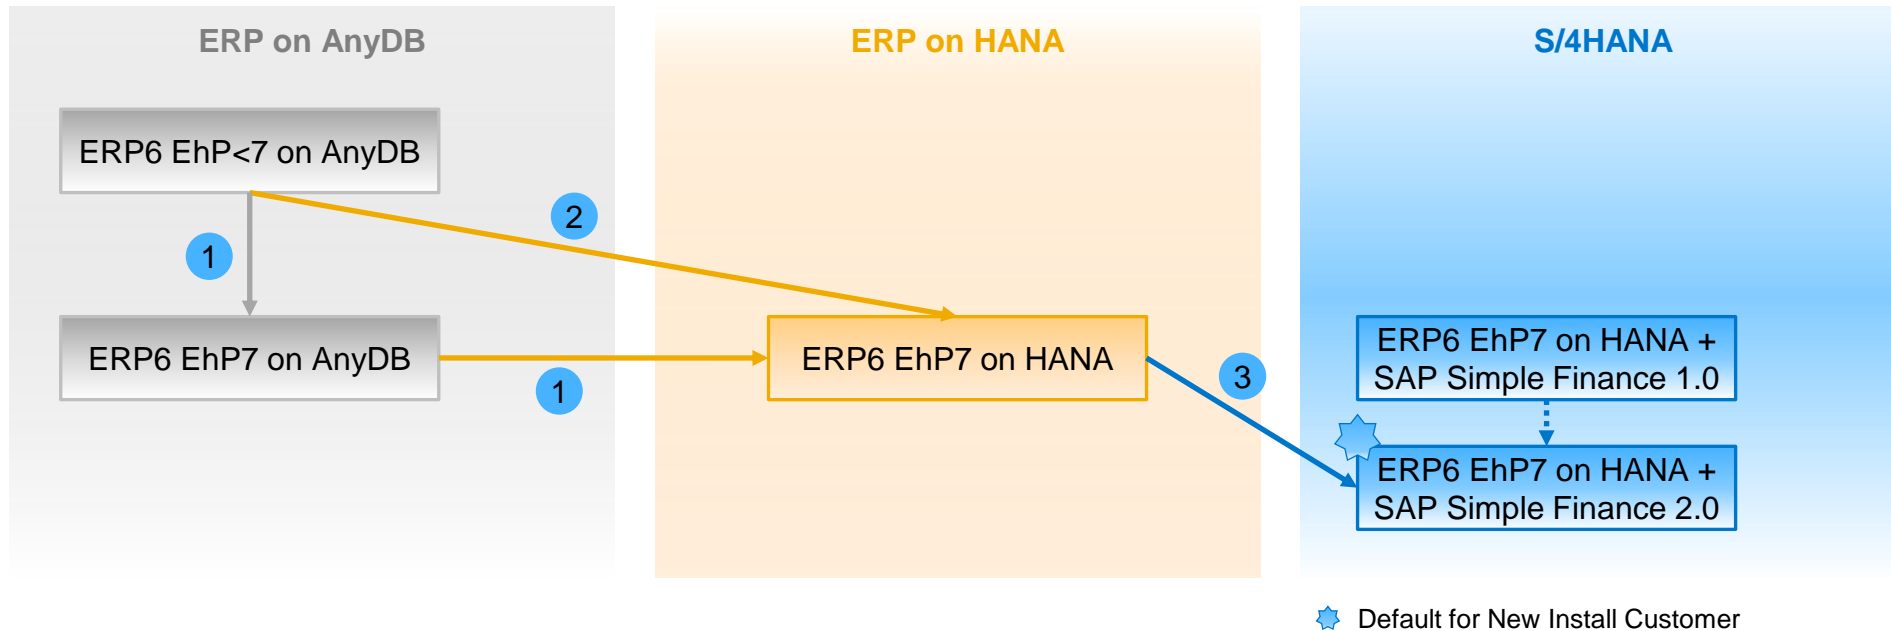 ERP on AnyDB
ERP on HANA
S/4HANA
ERP6 EhP<7 on AnyDB
2
1
ERP6 EhP7 on AnyDB
1
ERP6 EhP7 on HANA
3
ERP6 EhP7 on HANA +
SAP Simple Finance 1.0
ERP6 EhP7 on HANA +
SAP Simple Finance 2.0
Default for New Install Customer